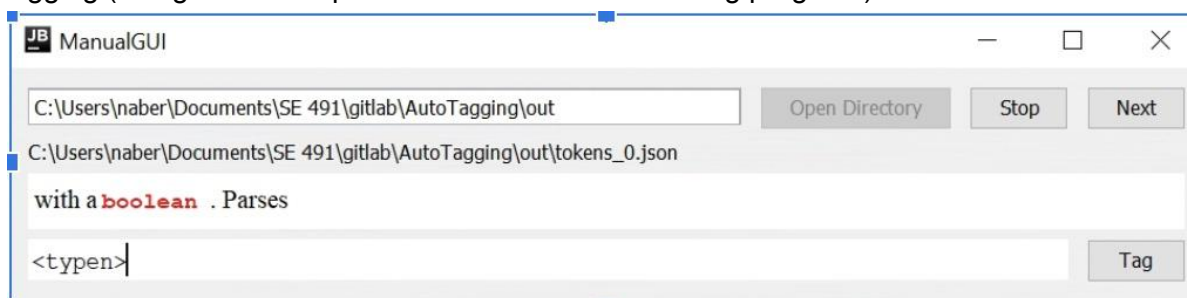 JB ManualGUI
C:\Users\naber\Documents\SE 491\gitlab\AutoTagging\out Open Directory Stop Next
C:\Users\naber\Documents\SE 491\gitlab\AutoTagging\out\tokens_0.json
with a boolean . Parses
<typen> Tag